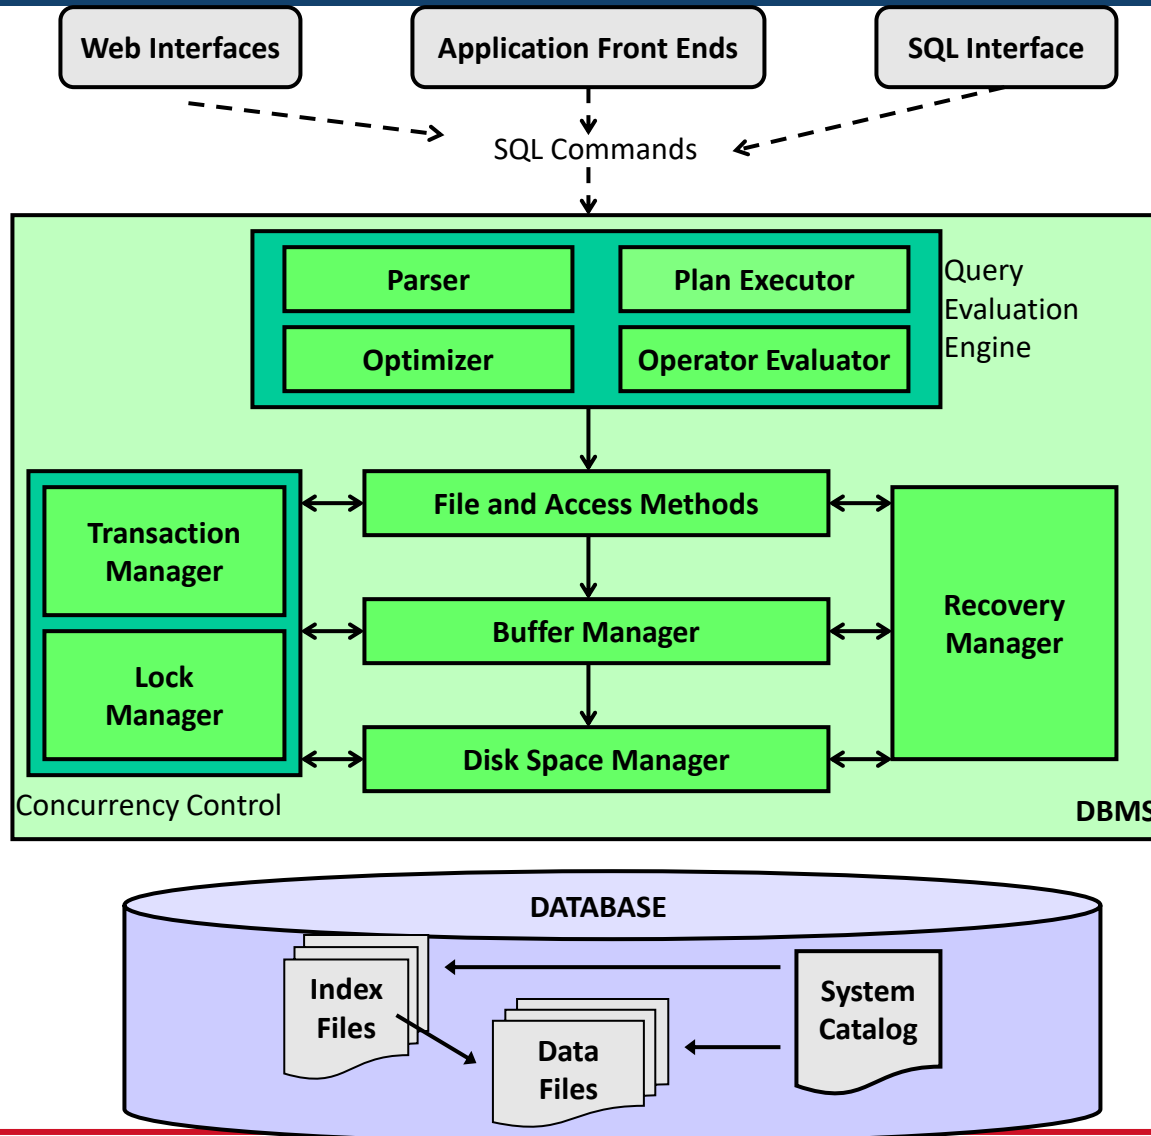 Web Interfaces
Application Front Ends
SQL Interface
SQL Commands
Parser
Plan Executor
Optimizer
Operator Evaluator
Query
Evaluation
Engine
Transaction
Manager
Lock
Manager
Concurrency Control
File and Access Methods
Buffer Manager
Disk Space Manager
Recovery
Manager
DBMS
DATABASE
Index
Files
Data
Files
System
Catalog